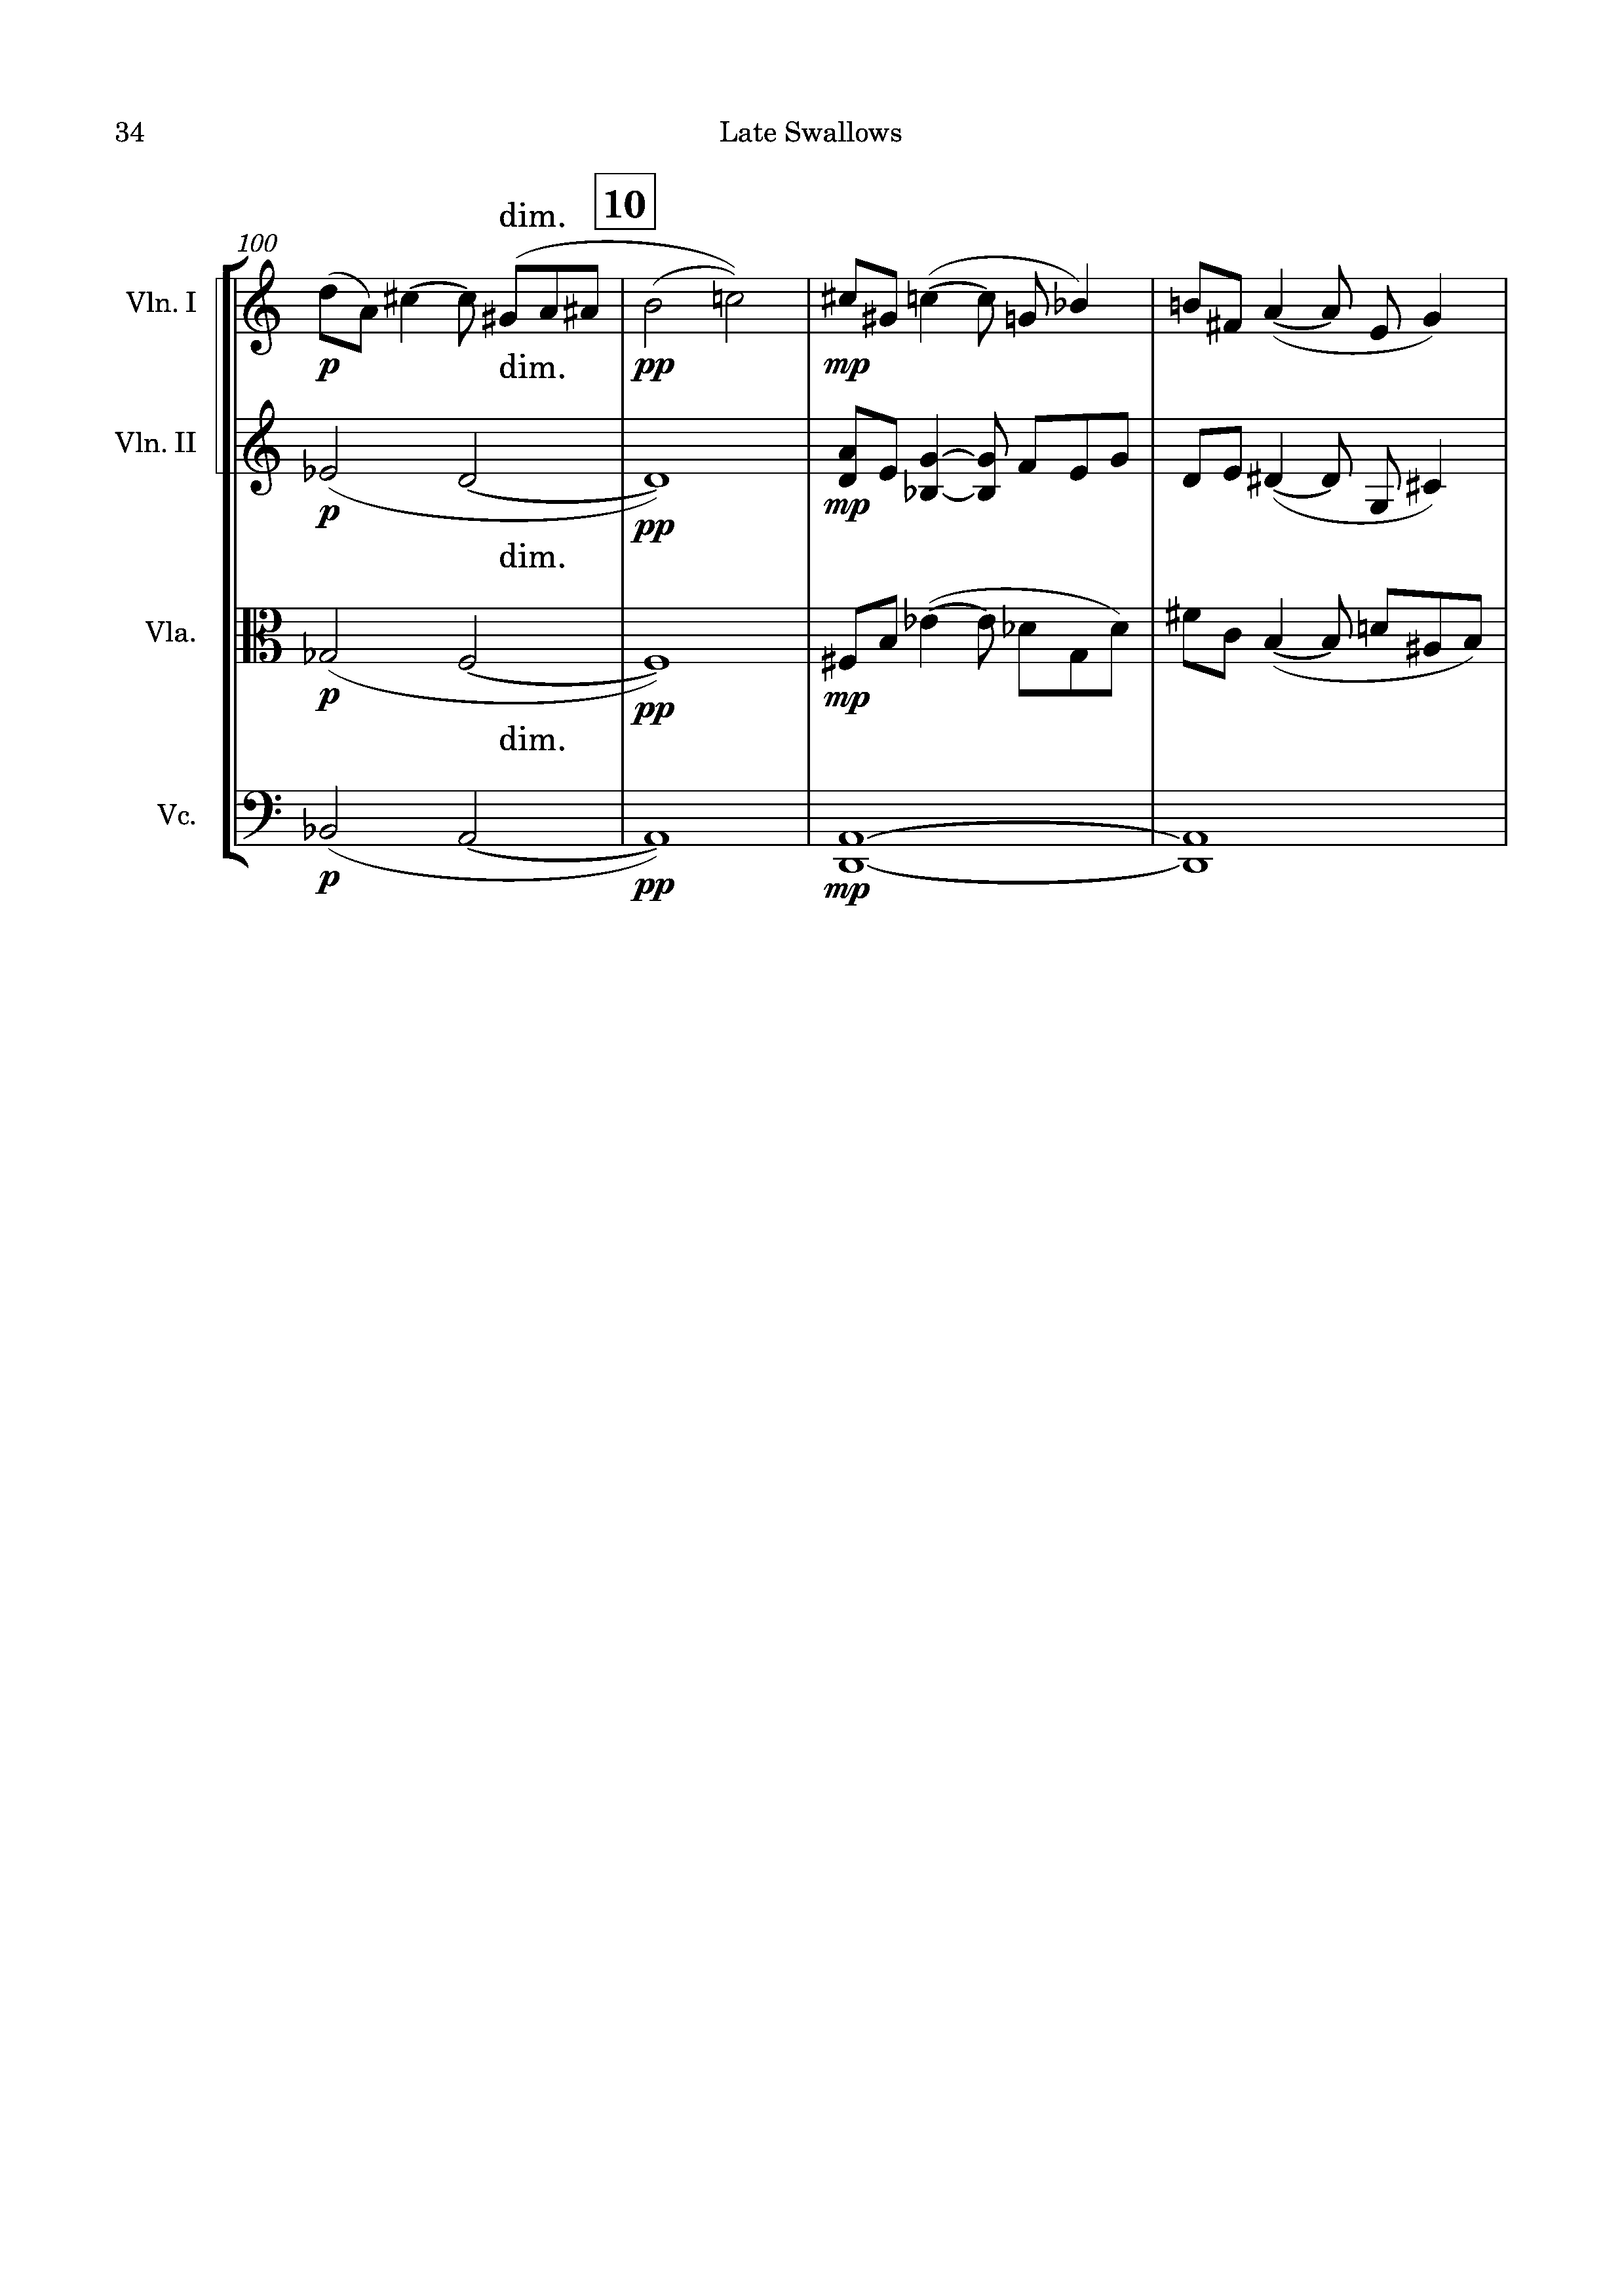 34 Late Swallows
10
dim.
100
Vln. I
p dim. pp mp
Vln. II
p pp mp
dim.
Vla.
p pp mp
dim.
Vc.
p pp mp